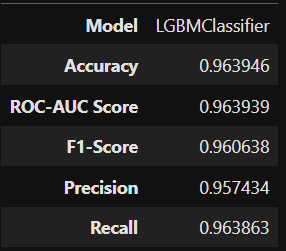 Model LGBMClassifier
Accuracy 0.963946
ROC-AUC Score 0.963939
F1-Score 0.960638
Precision 0.957434
Recall 0.963863